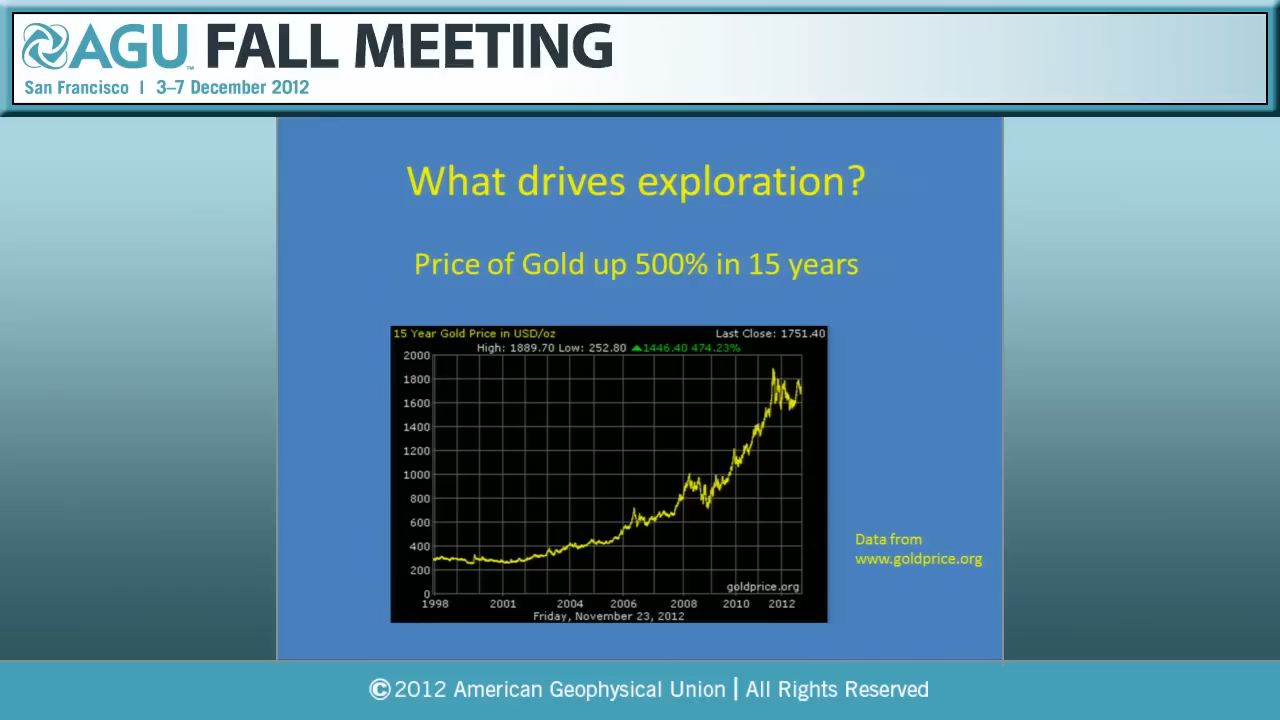 AGU™ FALL MEETING
San Francisco | 3–7 December 2012
What drives exploration?
Price of Gold up 500% in 15 years
15 Year Gold Price in USD/oz Last Close: 1751.40
High: 1889.70 Low: 252.80 ▲1446.40 474.23%
2000
1800
1600
1400
1200
1000
800
600
400
200
0
goldprice.org
1998 2001 2004 2006 2008 2010 2012
Friday, November 23, 2012
Data from
www.goldprice.org
©2012 American Geophysical Union | All Rights Reserved